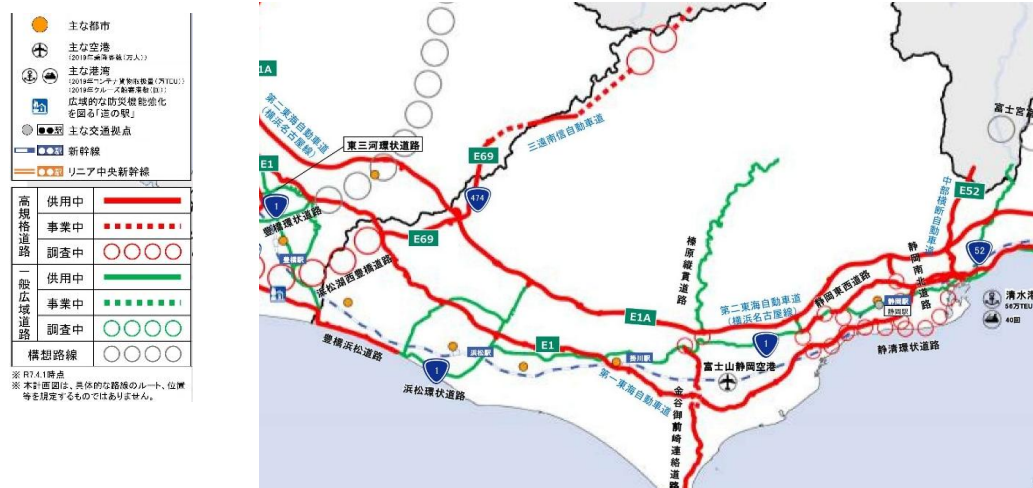 主な都市
主な空港
(2019年乗降客数(万人))
主な港湾
(2019年コンテナ貨物取扱量(万TEU))
(2019年クルーズ船寄港数(回))
広域的な防災機能強化
を図る「道の駅」
●●駅 主な交通拠点
●●駅 新幹線
●●駅 リニア中央新幹線
高規格道路
供用中
事業中
調査中
一般広域道路
供用中
事業中
調査中
構想路線
※ R7.4.1時点
※ 本計画図は、具体的な路線のルート、位置
等を規定するものではありません。
E1A
第二東海自動車道
(横浜名古屋線)
東三河環状道路
E1
1
豊橋環状道路
豊橋駅
浜松湖西豊橋道路
E69
474
E69
三遠南信自動車道
豊橋浜松道路
浜松駅
1
浜松環状道路
E1
掛川駅
第一東海自動車道
E1A
榛原縦貫道路
第二東海自動車道
(横浜名古屋線)
1
富士山静岡空港
金谷御前崎連絡道路
静岡東西道路
静岡南北道路
静岡駅
静岡駅
静清環状道路
中部横断自動車道
E52
52
富士宮
清水港
56万TEU
40回